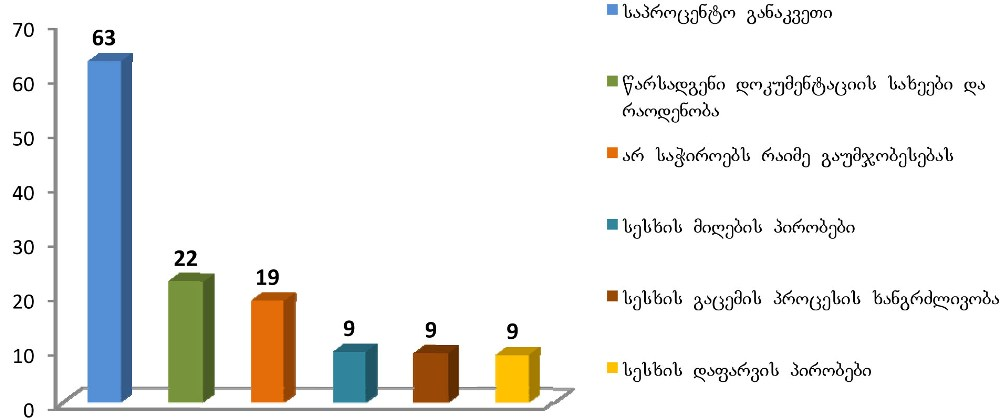 70
60
50
40
30
20
10
0
63
22
19
9
9
9
საპროცენტო განაკვეთი
წარსადგენი დოკუმენტაციის სახეები და
რაოდენობა
არ საჭიროებს რაიმე გაუმჯობესებას
სესხის მიღების პირობები
სესხის გაცემის პროცესის ხანგრძლივობა
სესხის დაფარვის პირობები